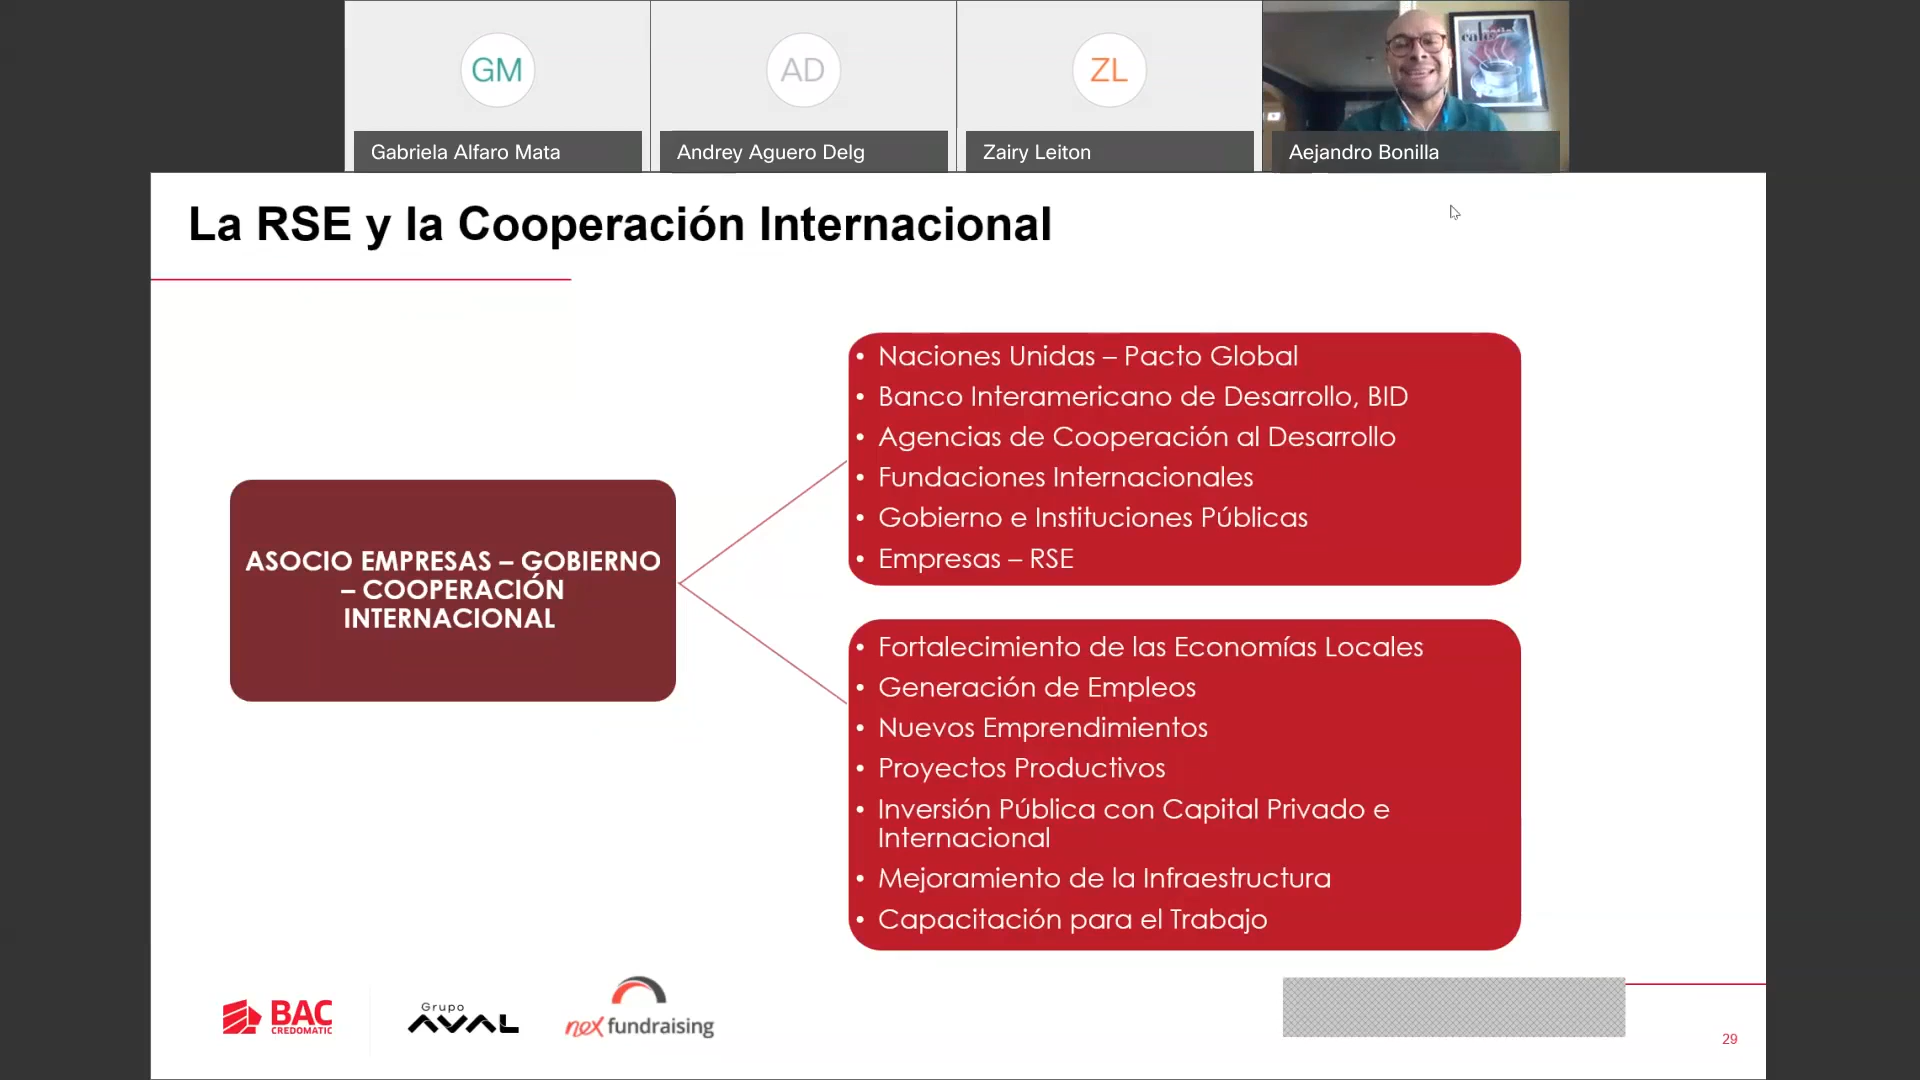 GM
AD
ZL
cafe
Gabriela Alfaro Mata
Andrey Aguero Delg
Zairy Leiton
Aejandro Bonilla
La RSE y la Cooperación Internacional
• Naciones Unidas – Pacto Global
• Banco Interamericano de Desarrollo, BID
• Agencias de Cooperación al Desarrollo
• Fundaciones Internacionales
• Gobierno e Instituciones Públicas
• Empresas – RSE
ASOCIO EMPRESAS – GOBIERNO
– COOPERACIÓN
INTERNACIONAL
• Fortalecimiento de las Economías Locales
• Generación de Empleos
• Nuevos Emprendimientos
• Proyectos Productivos
• Inversión Pública con Capital Privado e
Internacional
• Mejoramiento de la Infraestructura
• Capacitación para el Trabajo
BAC
CREDOMATIC
Grupo
AVAL
nex fundraising
29